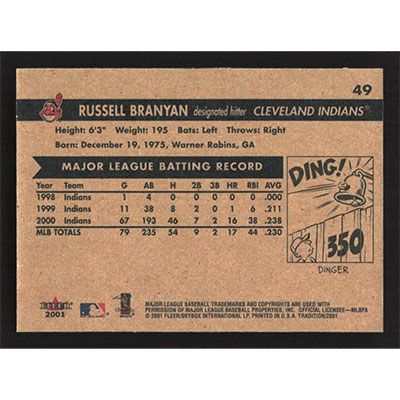 49
RUSSELL BRANYAN designated hitter CLEVELAND INDIANS®
Height: 6'3" Weight: 195 Bats: Left Throws: Right
Born: December 19, 1975, Warner Robins, GA
MAJOR LEAGUE BATTING RECORD
Year Team G AB H 2B 3B HR RBI AVG
1998 Indians 1 4 0 0 0 0 0 .000
1999 Indians 11 38 8 2 0 1 6 .211
2000 Indians 67 193 46 7 2 16 38 .238
MLB TOTALS 79 235 54 9 2 17 44 .230
DING!
350
DINGER
FLEER
2001
MAJOR LEAGUE BASEBALL TRADEMARKS AND COPYRIGHTS ARE USED WITH
PERMISSION OF MAJOR LEAGUE BASEBALL PROPERTIES, INC. OFFICIAL LICENSEE—MLBPA
© 2001 FLEER/SKYBOX INTERNATIONAL LP. PRINTED IN U.S.A. TRADITION/2001